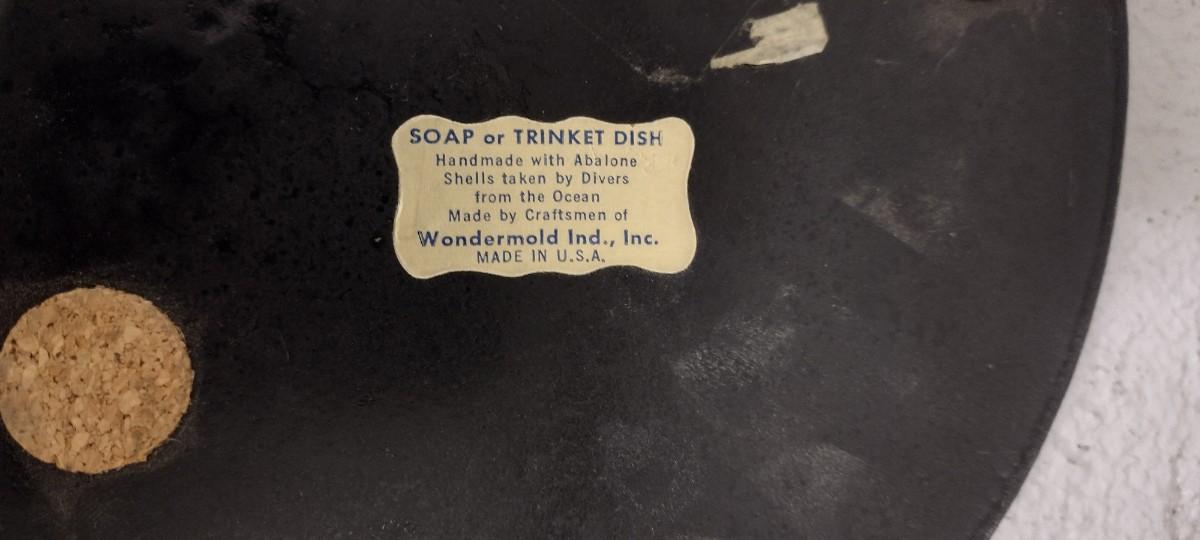 SOAP or TRINKET DISH
Handmade with Abalone
Shells taken by Divers
from the Ocean
Made by Craftsmen of
Wondermold Ind., Inc.
MADE IN U.S.A.